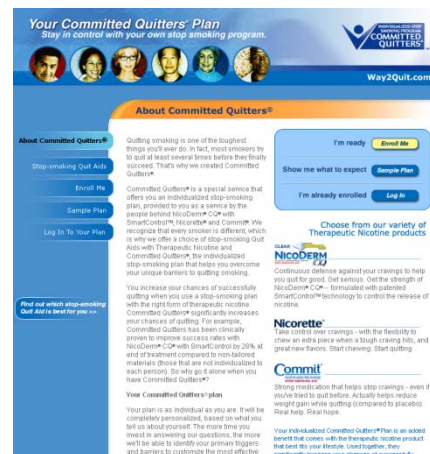 Your Committed Quitters® Plan
Stay in control with your own stop smoking program.
INDIVIDUALIZED STOP
SMOKING PROGRAM
COMMITTED
QUITTERS®
Way2Quit.com
About Committed Quitters®
About Committed Quitters®
Stop-smoking Quit Aids
Enroll Me
Sample Plan
Log In To Your Plan
Find out which stop-smoking
Quit Aid is best for you >>
Quitting smoking is one of the toughest
things you'll ever do. In fact, most smokers try
to quit at least several times before they finally
succeed. That's why we created Committed
Quitters®.
Committed Quitters® is a special service that
offers you an individualized stop-smoking
plan, provided to you as a service by the
people behind NicoDerm® CQ® with
SmartControl™, Nicorette® and Commit®. We
recognize that every smoker is different, which
is why we offer a choice of stop-smoking Quit
Aids with Therapeutic Nicotine and
Committed Quitters®, the individualized
stop-smoking plan that helps you overcome
your unique barriers to quitting smoking.
You increase your chances of successfully
quitting when you use a stop-smoking plan
with the right form of therapeutic nicotine.
Committed Quitters® significantly increases
your chances of quitting. For example,
Committed Quitters has been clinically
proven to improve success rates with
NicoDerm® CQ® with SmartControl by 28% at
end of treatment compared to non-tailored
materials (those that are not individualized to
each person). So why go it alone when you
have Committed Quitters®?
Your Committed Quitters® plan
Your plan is as individual as you are. It will be
completely personalized, based on what you
tell us about yourself. The more time you
invest in answering our questions, the more
we'll be able to identify your primary triggers
and barriers to customize the most effective
I'm ready Enroll Me
Show me what to expect Sample Plan
I'm already enrolled Log In
Choose from our variety of
Therapeutic Nicotine products
CLEAR
NICODERM CQ
Continuous defense against your cravings to help
you quit for good. Get serious. Get the strength of
NicoDerm® CQ®-- formulated with patented
SmartControl™ technology to control the release of
nicotine.
Nicorette®
Take control over cravings - with the flexibility to
chew an extra piece when a tough craving hits, and
great new flavors. Start chewing. Start quitting.
Commit
Strong medication that helps stop cravings - even if
you've tried to quit before. Actually helps reduce
weight gain while quitting (compared to placebo).
Real help. Real hope.
Your individualized Committed Quitters® Plan is an added
benefit that comes with the therapeutic nicotine product
that best fits your lifestyle. Used together, they